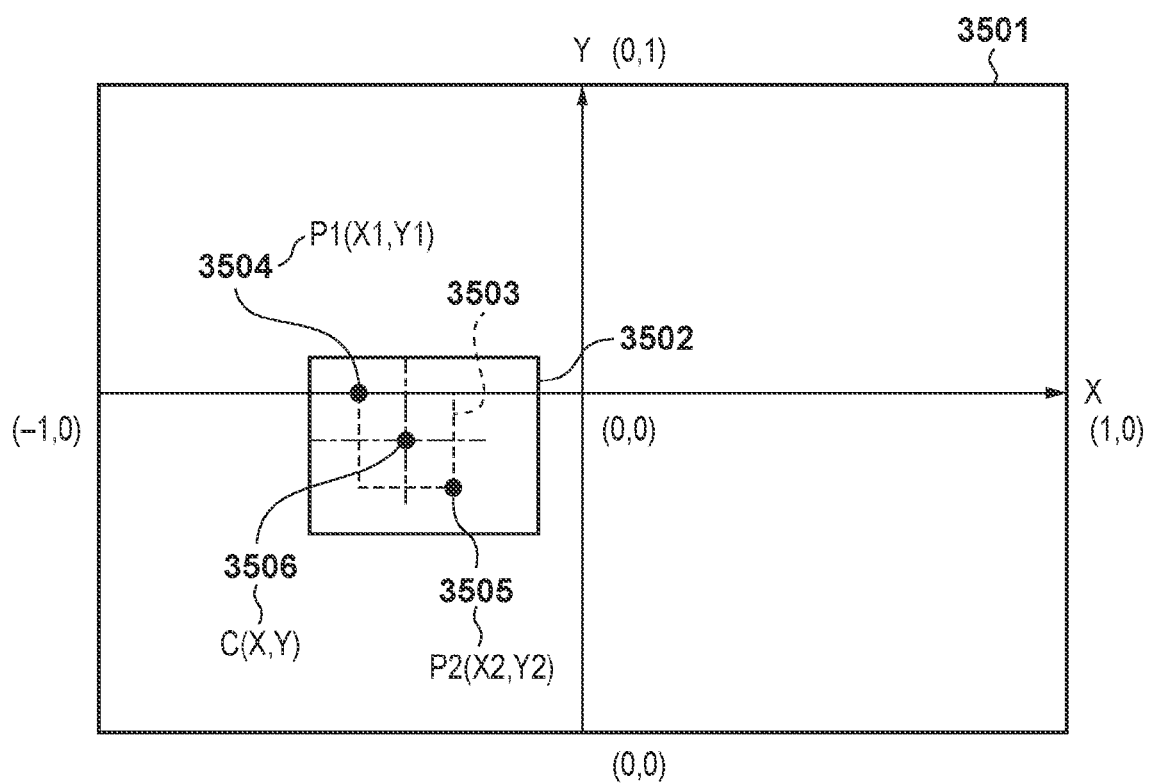 3501
Y (0,1)
P1(X1,Y1)
3504
3503
3502
X
(−1,0)
(0,0)
(1,0)
3506
3505
C(X,Y)
P2(X2,Y2)
(0,0)